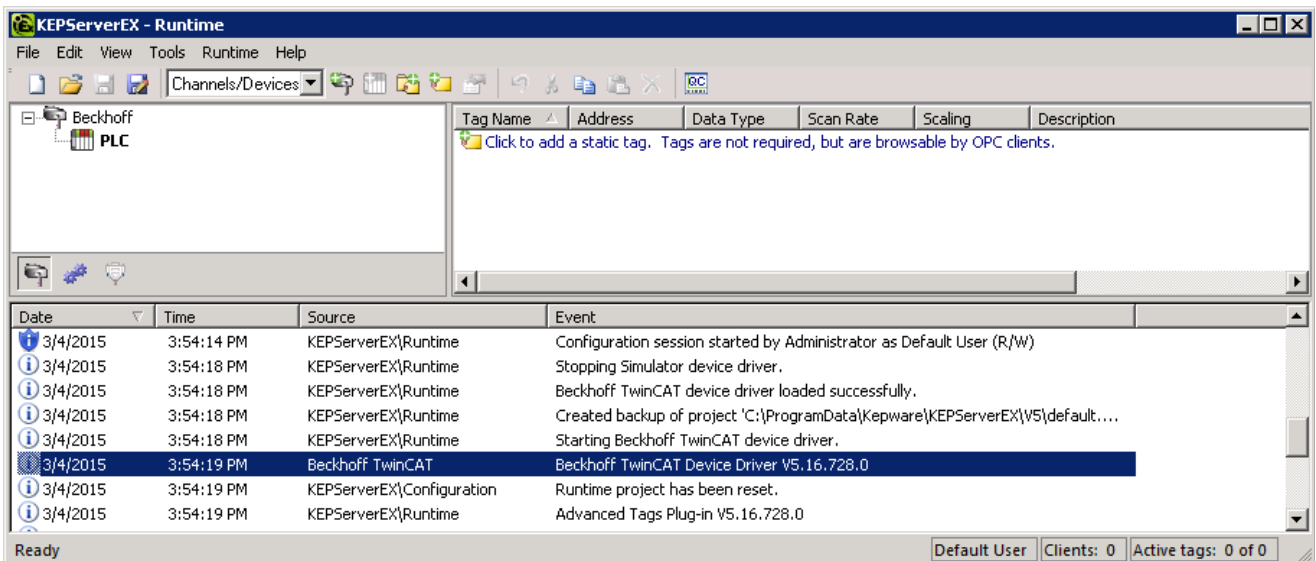 KEPServerEX - Runtime
File Edit View Tools Runtime Help
Channels/Devices QC
Beckhoff
PLC
Tag Name Address Data Type Scan Rate Scaling Description
Click to add a static tag. Tags are not required, but are browsable by OPC clients.
Date Time Source Event
3/4/2015 3:54:14 PM KEPServerEX\Runtime Configuration session started by Administrator as Default User (R/W)
3/4/2015 3:54:18 PM KEPServerEX\Runtime Stopping Simulator device driver.
3/4/2015 3:54:18 PM KEPServerEX\Runtime Beckhoff TwinCAT device driver loaded successfully.
3/4/2015 3:54:18 PM KEPServerEX\Runtime Created backup of project 'C:\ProgramData\Kepware\KEPServerEX\V5\default....
3/4/2015 3:54:18 PM KEPServerEX\Runtime Starting Beckhoff TwinCAT device driver.
3/4/2015 3:54:19 PM Beckhoff TwinCAT Beckhoff TwinCAT Device Driver V5.16.728.0
3/4/2015 3:54:19 PM KEPServerEX\Configuration Runtime project has been reset.
3/4/2015 3:54:19 PM KEPServerEX\Runtime Advanced Tags Plug-in V5.16.728.0
Ready Default User Clients: 0 Active tags: 0 of 0